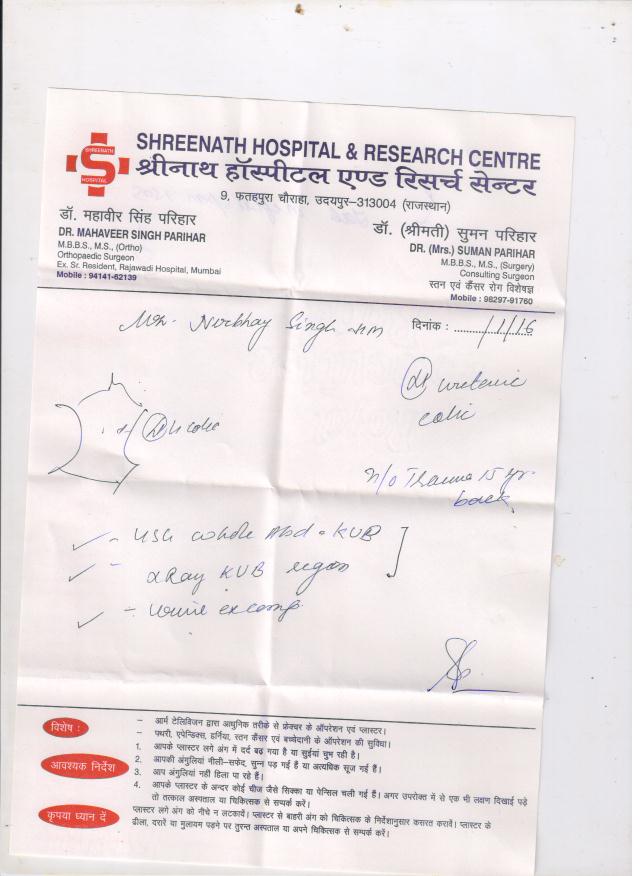 SHREENATH
HOSPITAL
SHREENATH HOSPITAL & RESEARCH CENTRE
श्रीनाथ हॉस्पीटल एण्ड रिसर्च सेन्टर
9, फतहपुरा चौराहा, उदयपुर-313004 (राजस्थान)
डॉ. महावीर सिंह परिहार
DR. MAHAVEER SINGH PARIHAR
M.B.B.S., M.S., (Ortho)
Orthopaedic Surgeon
Ex. Sr. Resident, Rajawadi Hospital, Mumbai
Mobile : 94141-62139
डॉ. (श्रीमती) सुमन परिहार
DR. (Mrs.) SUMAN PARIHAR
M.B.B.S., M.S., (Surgery)
Consulting Surgeon
स्तन एवं कैंसर रोग विशेषज्ञ
Mobile : 98297-91760
Nirbhay Singh
दिनांक : ............../1/16
ureteric
colic
colic
H/o Trauma 15 yr
back
- USG whole Abd - KUB
- XRay KUB region
- Urine
विशेष :
– आर्म टेलिविजन द्वारा आधुनिक तरीके से फ्रेक्चर के ऑपरेशन एवं प्लास्टर।
– पथरी, एपेन्डिक्स, हर्निया, स्तन कैंसर एवं बच्चेदानी के ऑपरेशन की सुविधा।
आवश्यक निर्देश
1. आपके प्लास्टर लगे अंग में दर्द बढ़ गया है या सुईयां चुभ रही है।
2. आपकी अंगुलियां नीली-सफेद, सुन्न पड़ गई हैं या अत्यधिक सूज गई हैं।
3. आप अंगुलियां नहीं हिला पा रहे हैं।
4. आपके प्लास्टर के अन्दर कोई चीज जैसे सिक्का या पेन्सिल चली गई है। अगर उपरोक्त में से एक भी लक्षण दिखाई पड़े
तो तत्काल अस्पताल या चिकित्सक से सम्पर्क करें।
कृपया ध्यान दें
प्लास्टर लगे अंग को नीचे न लटकायें। प्लास्टर से बाहरी अंग को चिकित्सक के निर्देशानुसार कसरत करावें। प्लास्टर के
ढीला, दरारें या मुलायम पड़ने पर तुरन्त अस्पताल या अपने चिकित्सक से सम्पर्क करें।